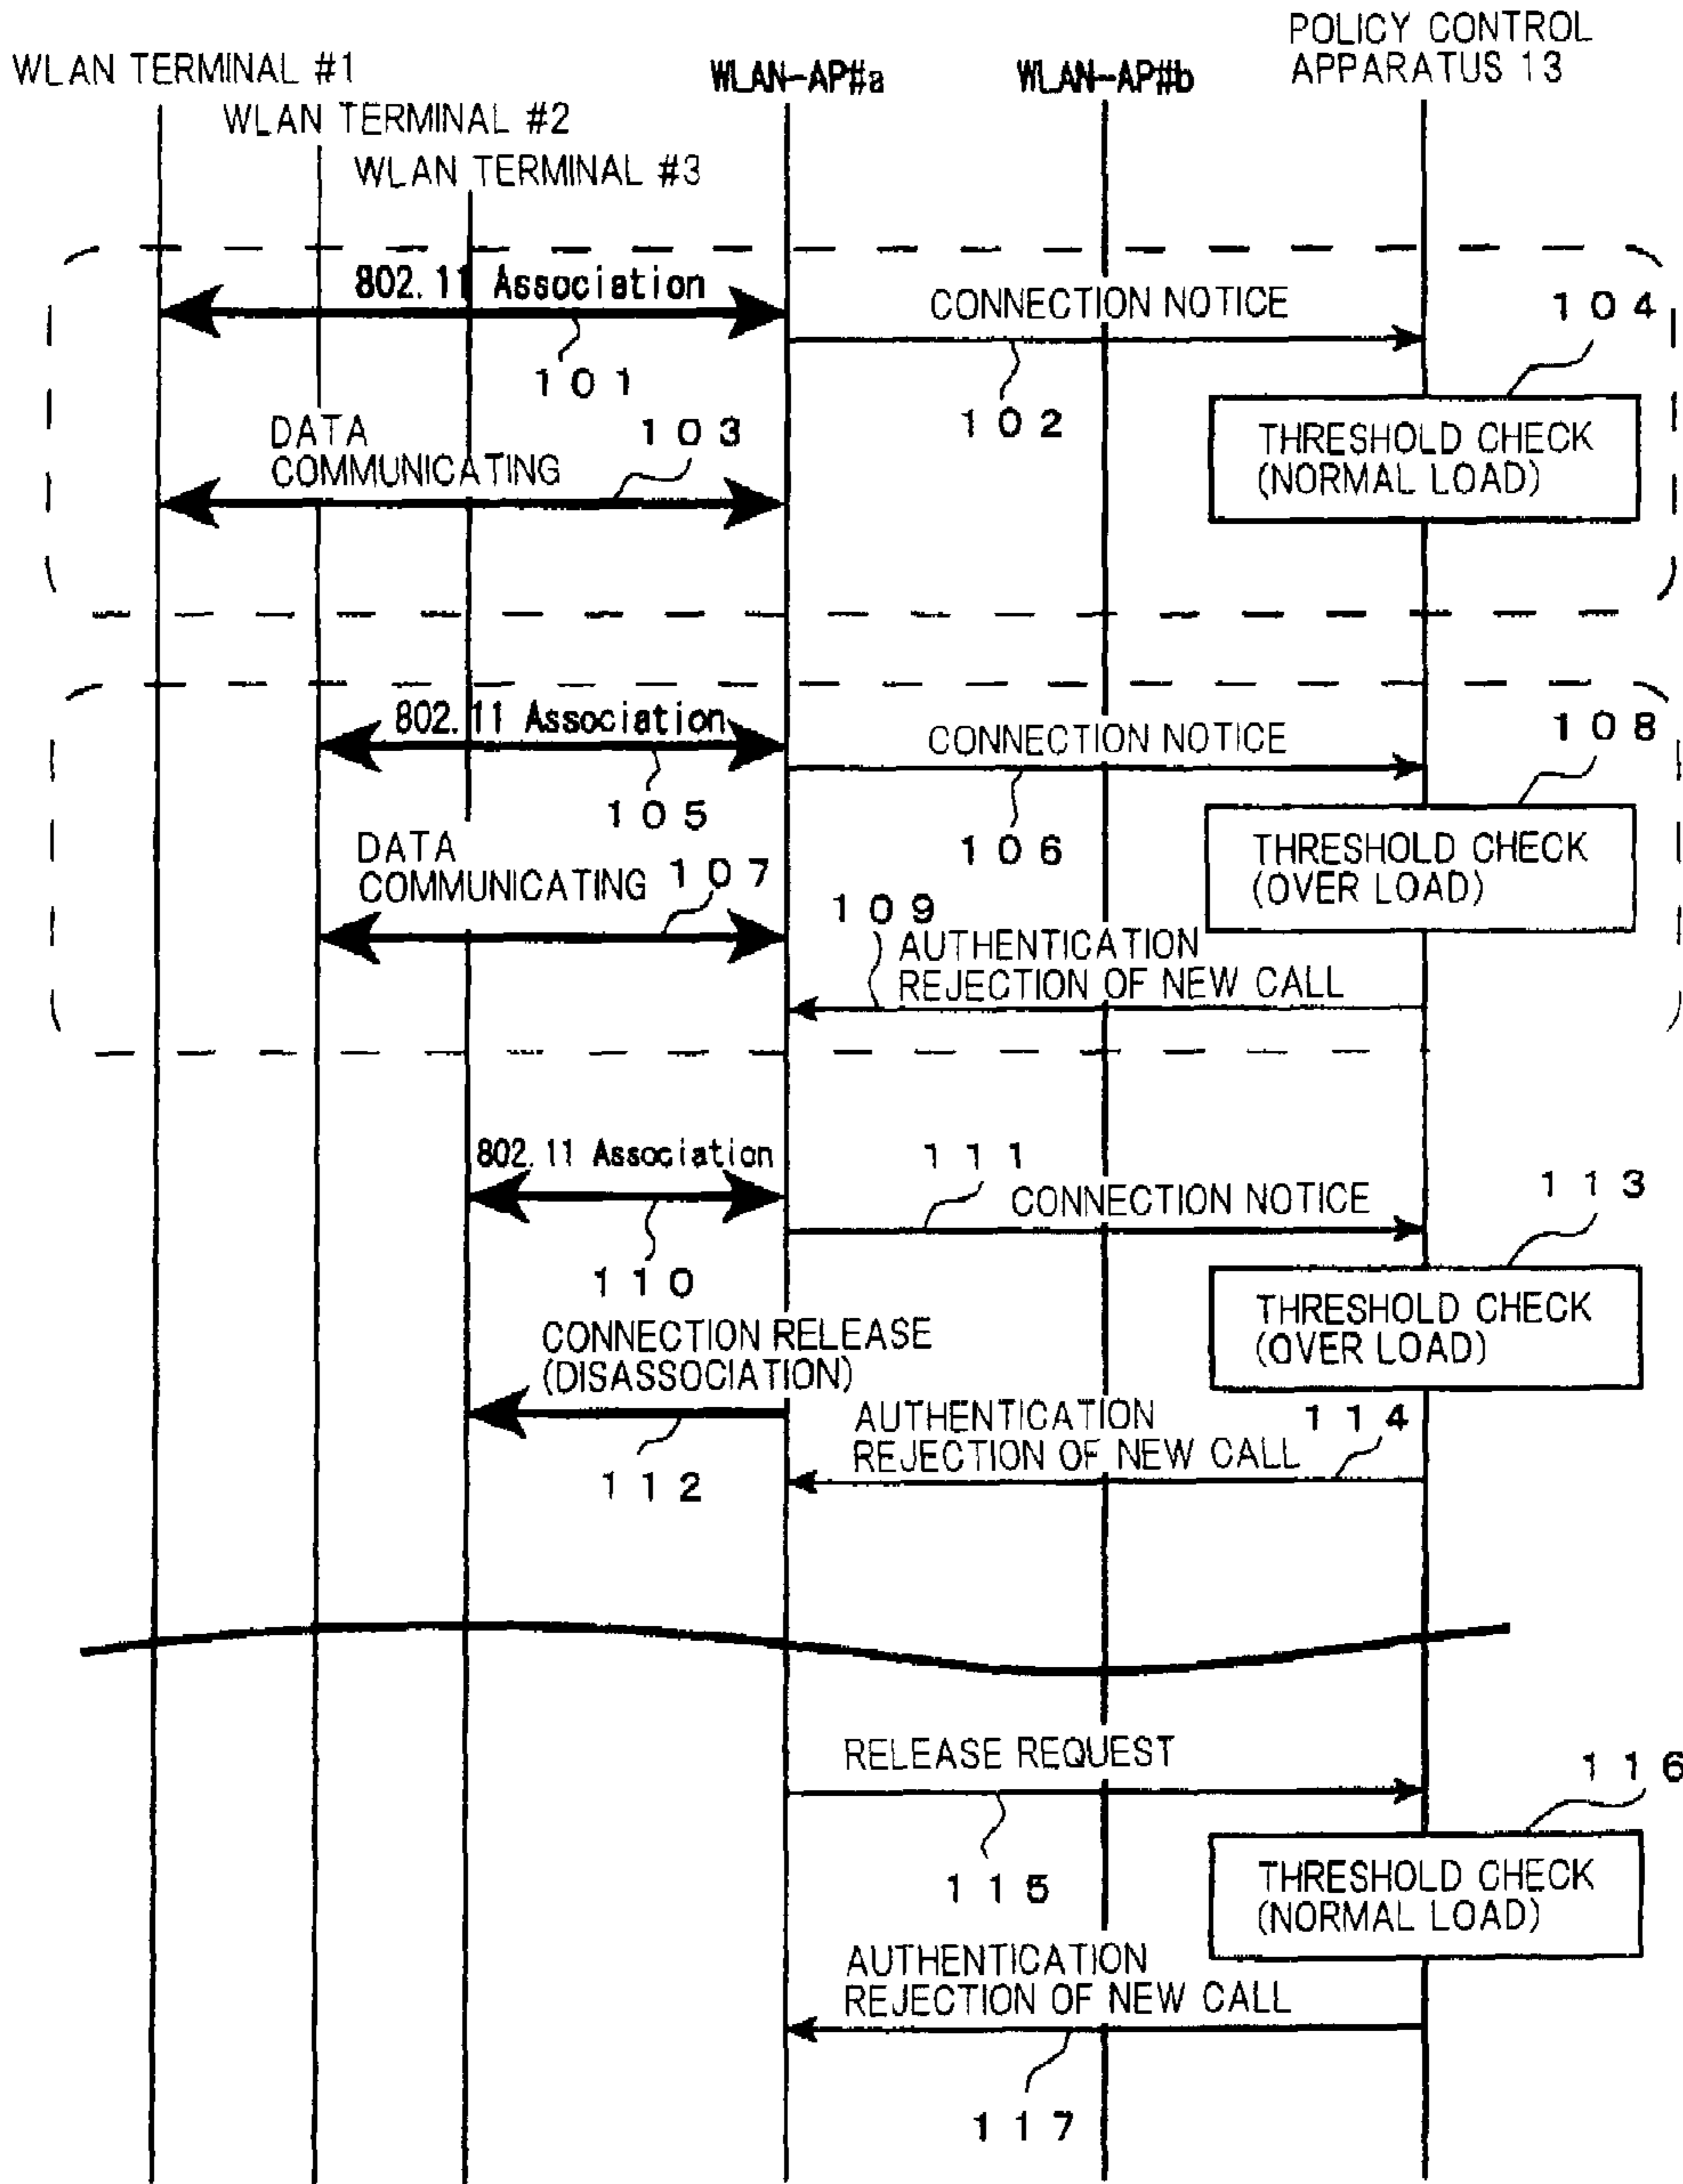 POLICY CONTROL
APPARATUS 13
WLAN TERMINAL #1
WLAN-AP#a
WLAN-AP#b
WLAN TERMINAL #2
WLAN TERMINAL #3
802.11 Association
CONNECTION NOTICE
104
101
102
THRESHOLD CHECK
(NORMAL LOAD)
DATA
COMMUNICATING
103
802.11 Association
CONNECTION NOTICE
108
105
106
THRESHOLD CHECK
(OVER LOAD)
DATA
COMMUNICATING
107
109
AUTHENTICATION
REJECTION OF NEW CALL
802.11 Association
111
CONNECTION NOTICE
113
110
THRESHOLD CHECK
(OVER LOAD)
CONNECTION RELEASE
(DISASSOCIATION)
112
AUTHENTICATION
REJECTION OF NEW CALL
114
RELEASE REQUEST
116
115
THRESHOLD CHECK
(NORMAL LOAD)
AUTHENTICATION
REJECTION OF NEW CALL
117